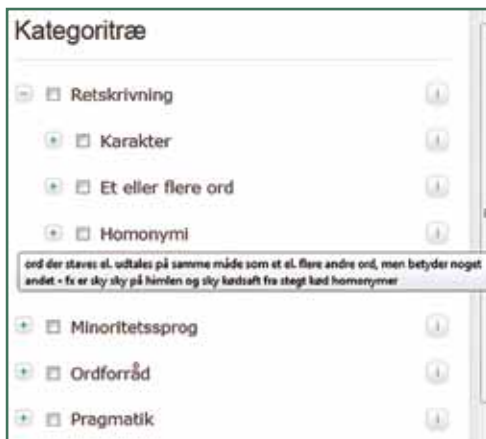 Kategoritræ
Retskrivning
Karakter
Et eller flere ord
Homonymi
ord der staves el. udtales på samme måde som et el. flere andre ord, men betyder noget
andet - fx er sky sky på himlen og sky kødsaft fra stegt kød homonymer
Minoritetssprog
Ordforråd
Pragmatik